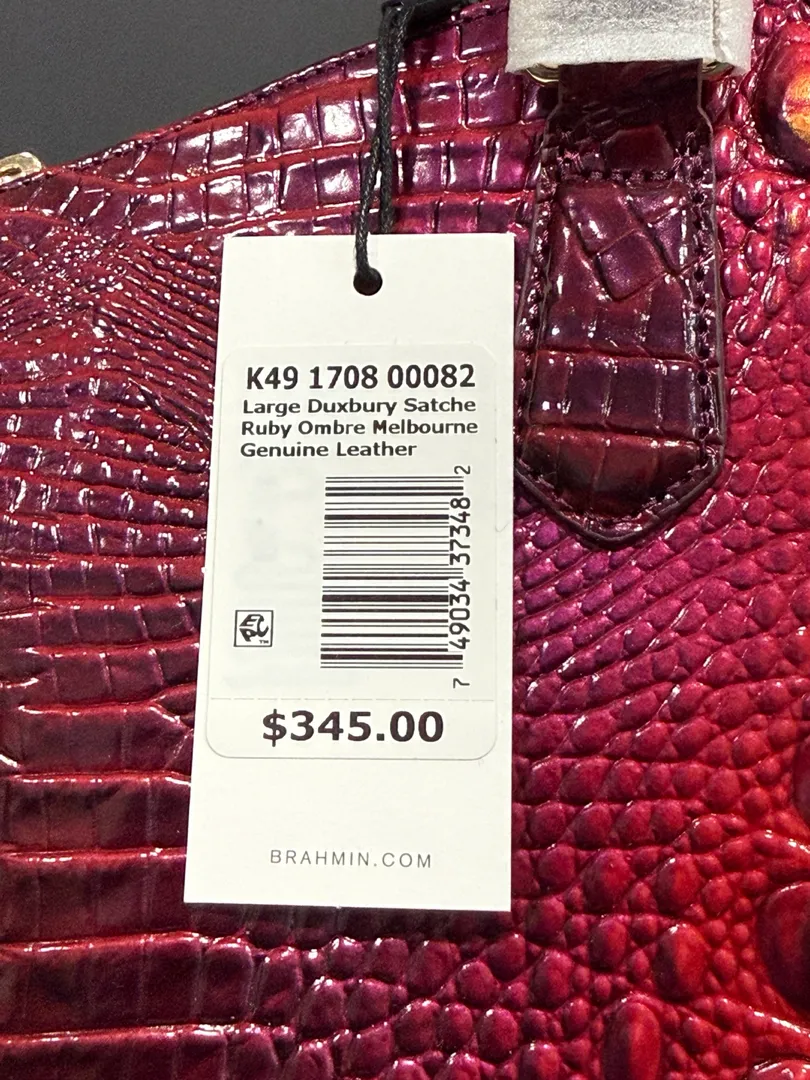 K49 1708 00082
Large Duxbury Satche
Ruby Ombre Melbourne
Genuine Leather
7 49034 37348 2
$345.00
BRAHMIN.COM